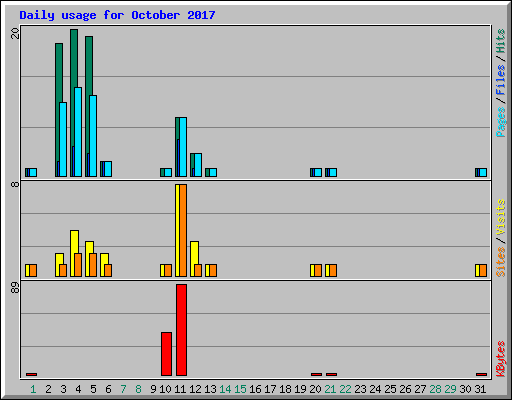 Daily usage for October 2017
20
8
89
Pages / Files / Hits
Sites / Visits
KBytes
1 2 3 4 5 6 7 8 9 10 11 12 13 14 15 16 17 18 19 20 21 22 23 24 25 26 27 28 29 30 31